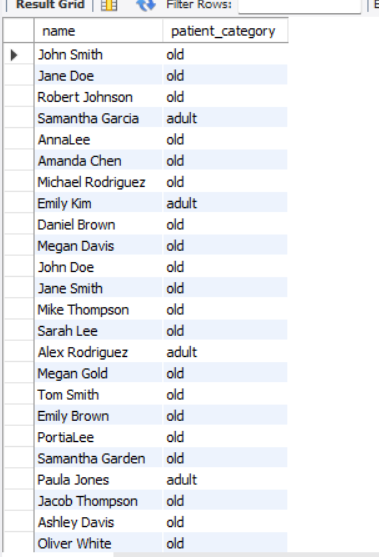 Result Grid Filter Rows:
name patient_category
John Smith old
Jane Doe old
Robert Johnson old
Samantha Garcia adult
AnnaLee old
Amanda Chen old
Michael Rodriguez old
Emily Kim adult
Daniel Brown old
Megan Davis old
John Doe old
Jane Smith old
Mike Thompson old
Sarah Lee old
Alex Rodriguez adult
Megan Gold old
Tom Smith old
Emily Brown old
PortiaLee old
Samantha Garden old
Paula Jones adult
Jacob Thompson old
Ashley Davis old
Oliver White old